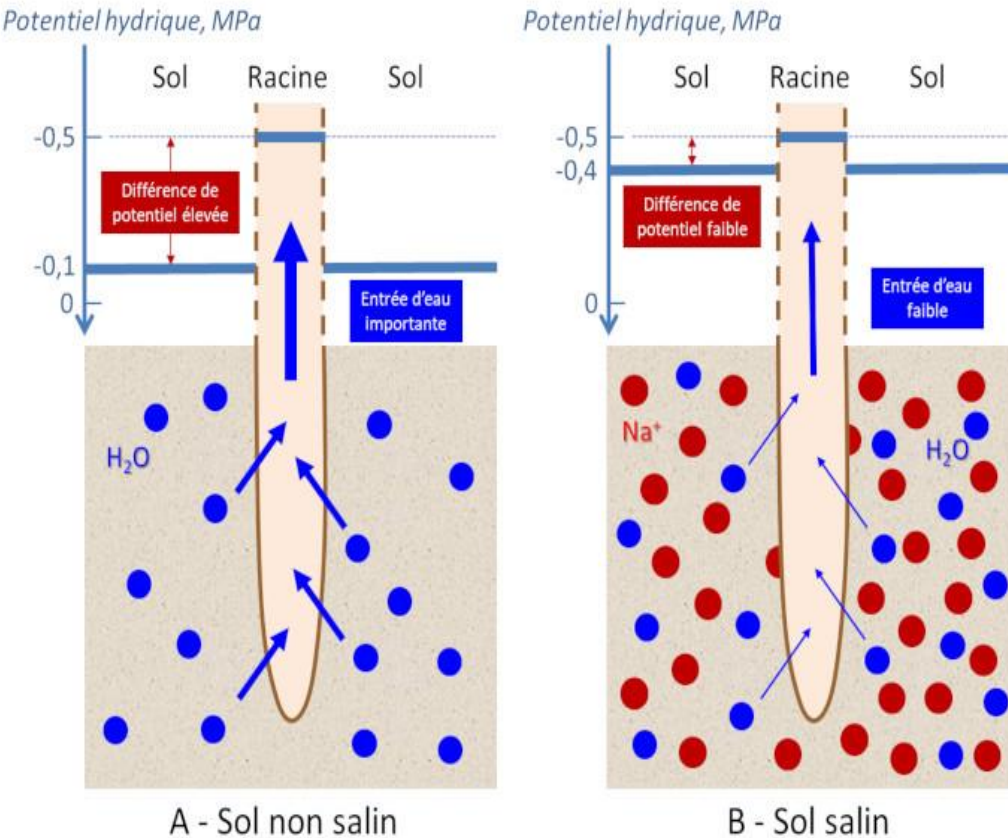 Potentiel hydrique, MPa
Sol
Racine
Sol
-0,5
Différence de
potentiel élevée
-0,1
0
Entrée d'eau
importante
H₂O
A - Sol non salin
Potentiel hydrique, MPa
Sol
Racine
Sol
-0,5
-0,4
Différence de
potentiel faible
0
Entrée d'eau
faible
Na⁺
H₂O
B - Sol salin